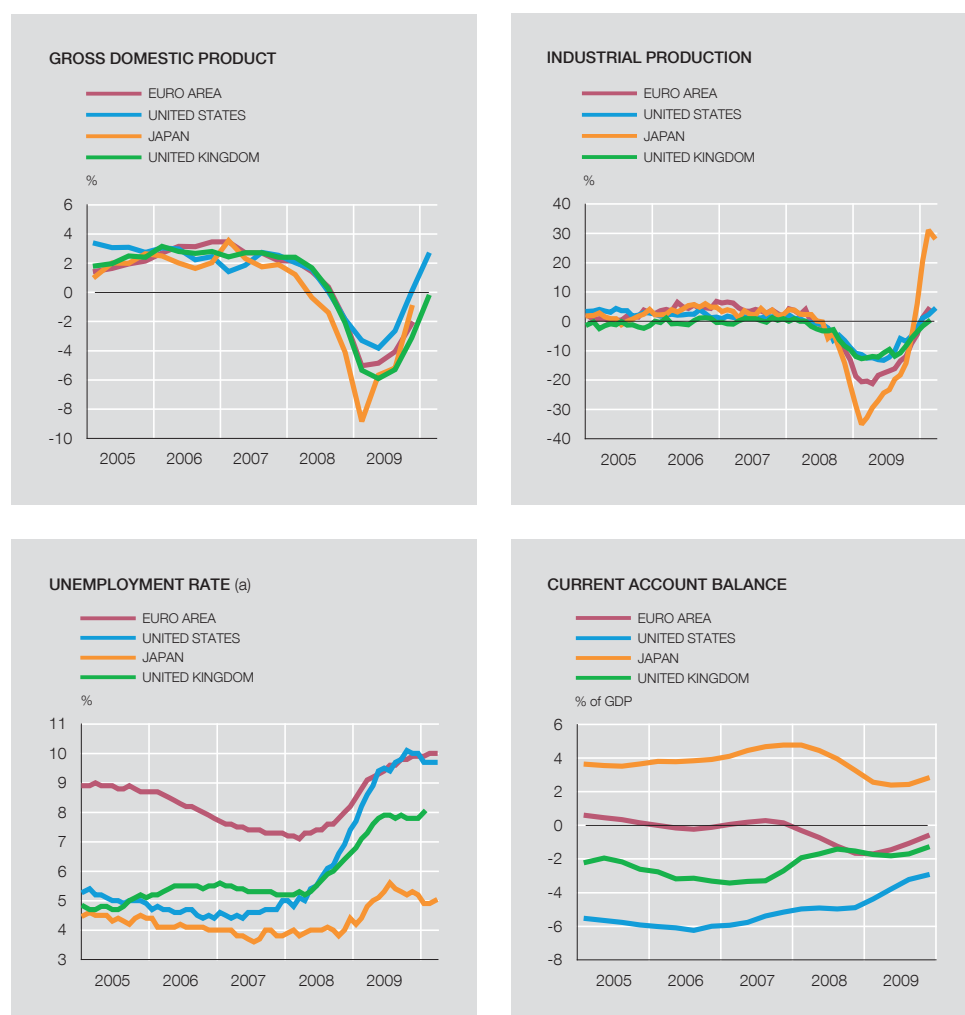 GROSS DOMESTIC PRODUCT
EURO AREA
UNITED STATES
JAPAN
UNITED KINGDOM
%
6
4
2
0
-2
-4
-6
-8
-10
2005 2006 2007 2008 2009
INDUSTRIAL PRODUCTION
EURO AREA
UNITED STATES
JAPAN
UNITED KINGDOM
%
40
30
20
10
0
-10
-20
-30
-40
2005 2006 2007 2008 2009
UNEMPLOYMENT RATE (a)
EURO AREA
UNITED STATES
JAPAN
UNITED KINGDOM
%
11
10
9
8
7
6
5
4
3
2005 2006 2007 2008 2009
CURRENT ACCOUNT BALANCE
EURO AREA
UNITED STATES
JAPAN
UNITED KINGDOM
% of GDP
6
4
2
0
-2
-4
-6
-8
2005 2006 2007 2008 2009